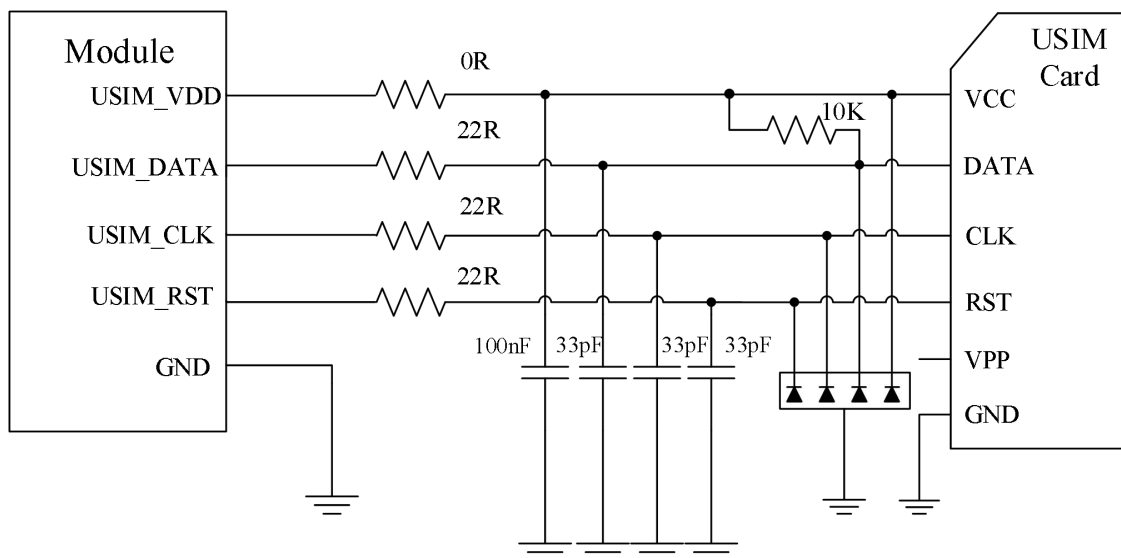 Module
USIM_VDD
USIM_DATA
USIM_CLK
USIM_RST
GND
0R
22R
22R
22R
10K
100nF
33pF
33pF
33pF
USIM
Card
VCC
DATA
CLK
RST
VPP
GND